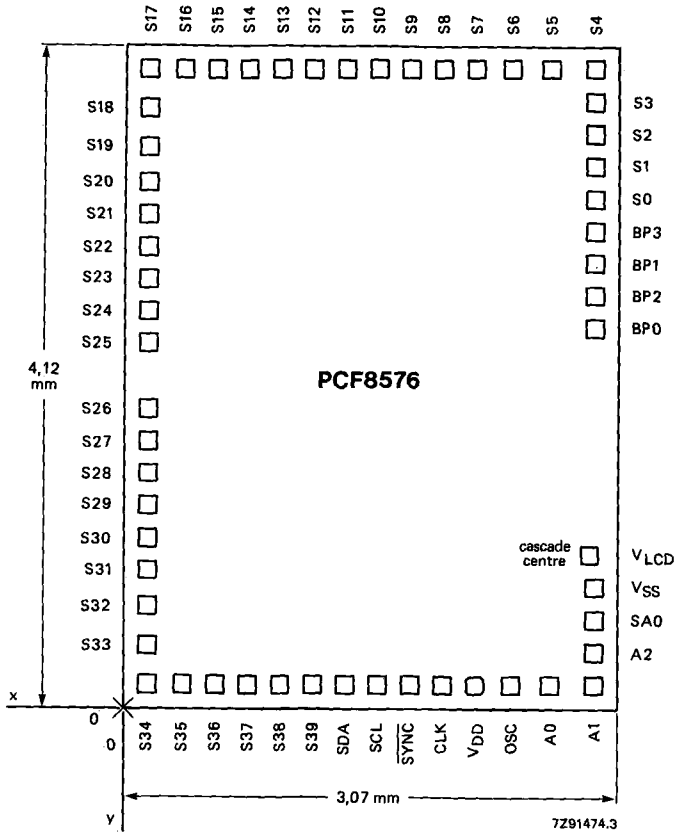 S17 S16 S15 S14 S13 S12 S11 S10 S9 S8 S7 S6 S5 S4
S18
S19
S20
S21
S22
S23
S24
S25
S26
S27
S28
S29
S30
S31
S32
S33
S3
S2
S1
S0
BP3
BP1
BP2
BP0
4,12
mm
PCF8576
cascade
centre
VLCD
VSS
SA0
A2
x
0
0
y
S34 S35 S36 S37 S38 S39 SDA SCL SYNC CLK VDD OSC A0 A1
3,07 mm
7Z91474.3